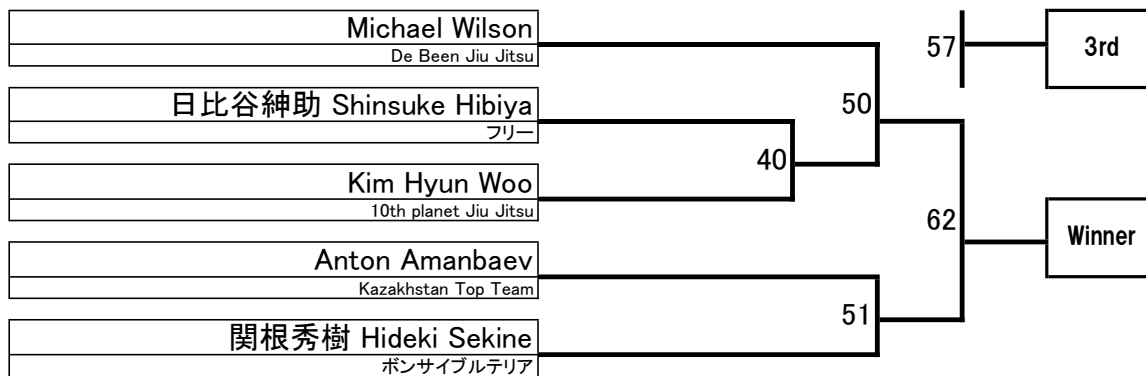 Michael Wilson
De Been Jiu Jitsu
日比谷紳助 Shinsuke Hibiya
フリー
Kim Hyun Woo
10th planet Jiu Jitsu
Anton Amanbaev
Kazakhstan Top Team
関根秀樹 Hideki Sekine
ボンサイブルテリア
40
50
51
57
3rd
62
Winner